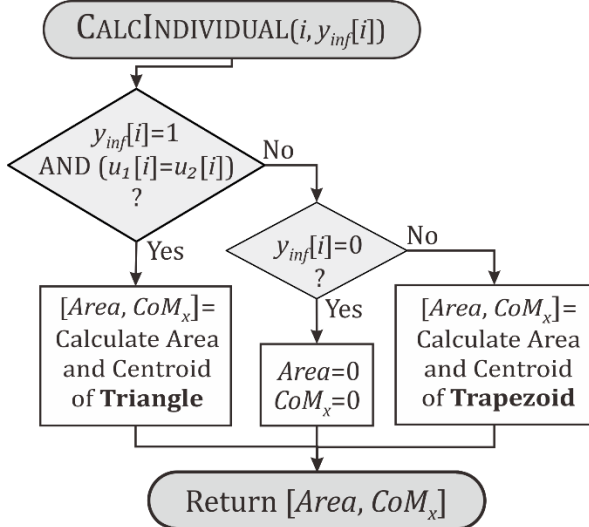 CALCINDIVIDUAL(i, y_inf[i])
y_inf[i]=1
AND (u_1[i]=u_2[i])
?
No
Yes
y_inf[i]=0
?
No
Yes
[Area, CoM_x]=
Calculate Area
and Centroid
of Triangle
Area=0
CoM_x=0
[Area, CoM_x]=
Calculate Area
and Centroid
of Trapezoid
Return [Area, CoM_x]